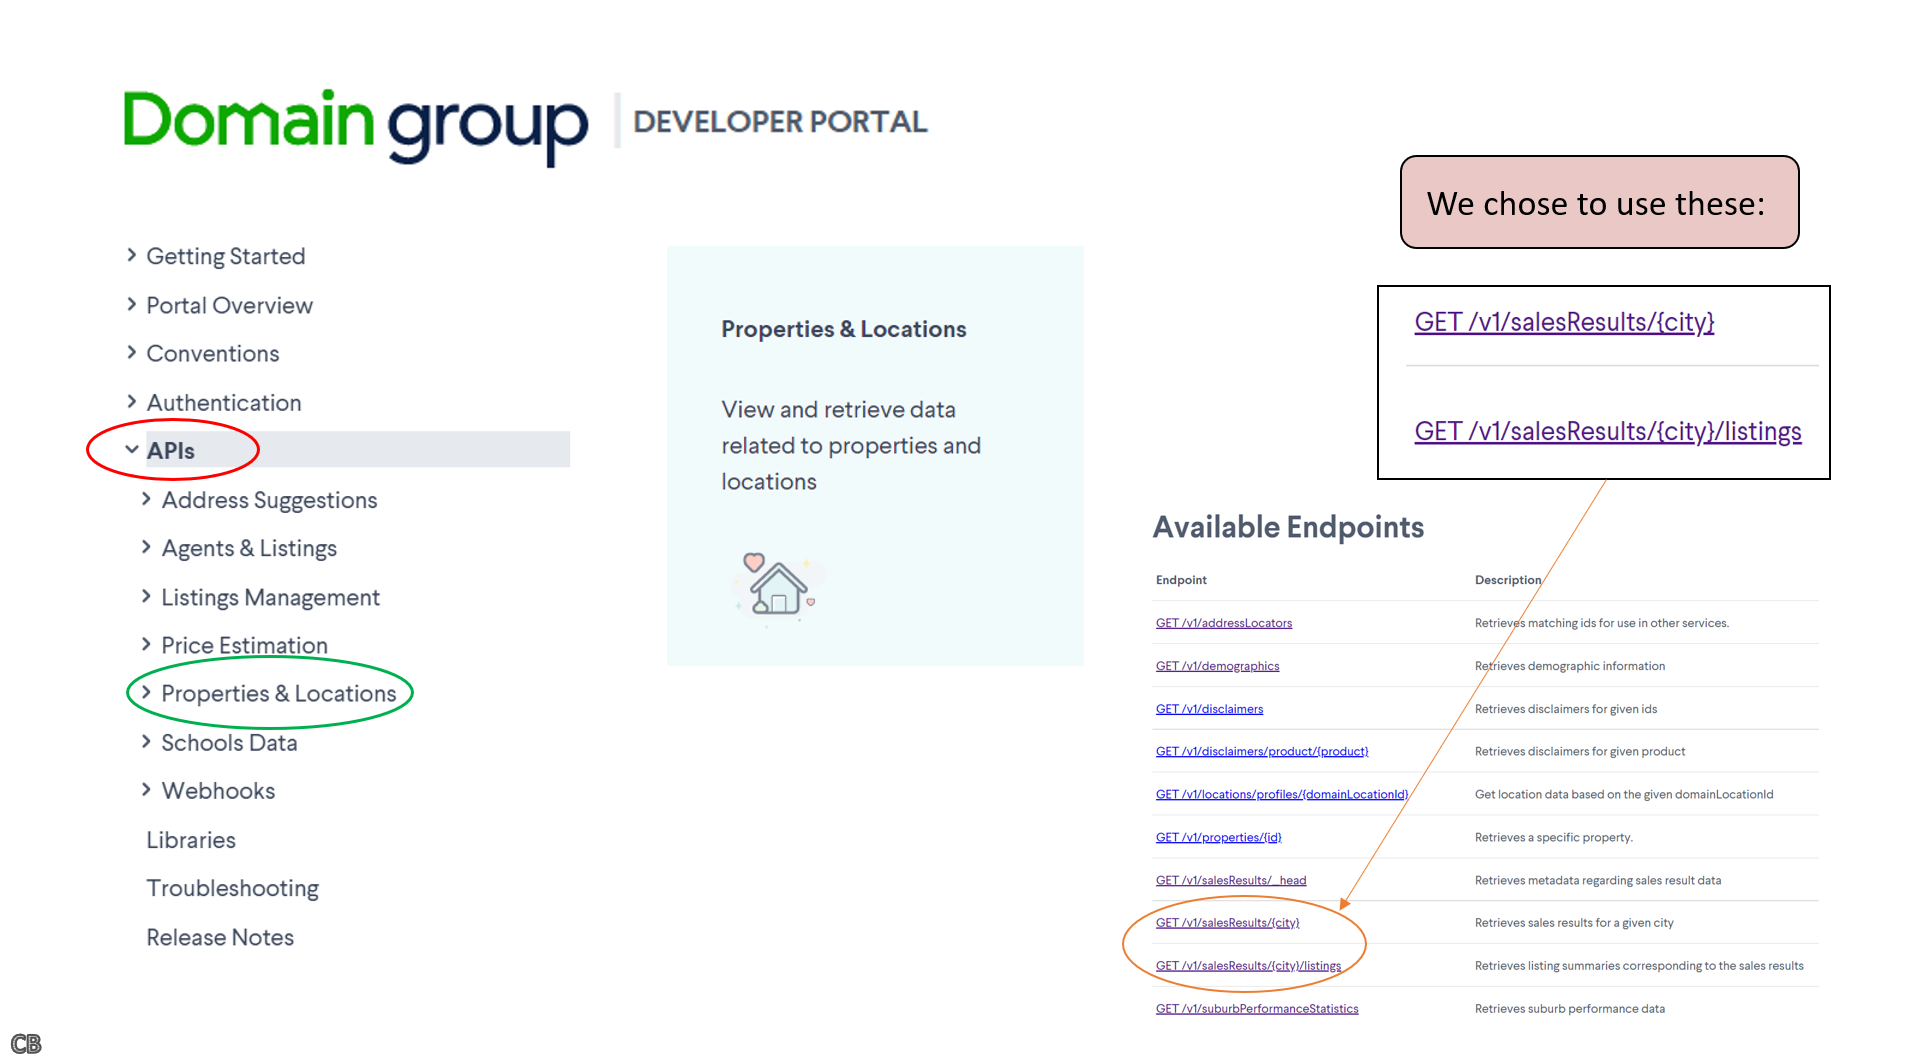 Domain group | DEVELOPER PORTAL
We chose to use these:
GET /v1/salesResults/{city}
GET /v1/salesResults/{city}/listings
Getting Started
Portal Overview
Conventions
Authentication
APIs
Address Suggestions
Agents & Listings
Listings Management
Price Estimation
Properties & Locations
Schools Data
Webhooks
Libraries
Troubleshooting
Release Notes
Properties & Locations
View and retrieve data
related to properties and
locations
Available Endpoints
Endpoint Description
GET /v1/addressLocators Retrieves matching ids for use in other services.
GET /v1/demographics Retrieves demographic information
GET /v1/disclaimers Retrieves disclaimers for given ids
GET /v1/disclaimers/product/{product} Retrieves disclaimers for given product
GET /v1/locations/profiles/{domainLocationId} Get location data based on the given domainLocationId
GET /v1/properties/{id} Retrieves a specific property.
GET /v1/salesResults/_head Retrieves metadata regarding sales result data
GET /v1/salesResults/{city} Retrieves sales results for a given city
GET /v1/salesResults/{city}/listings Retrieves listing summaries corresponding to the sales results
GET /v1/suburbPerformanceStatistics Retrieves suburb performance data
CB